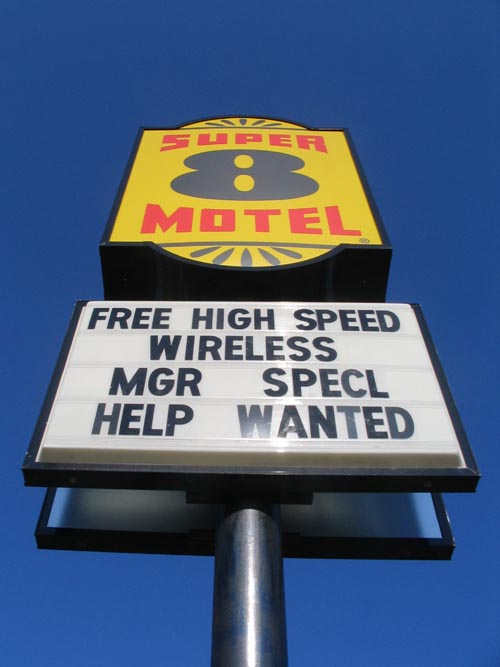 SUPER
8
MOTEL®
FREE HIGH SPEED
WIRELESS
MGR SPECL
HELP WANTED